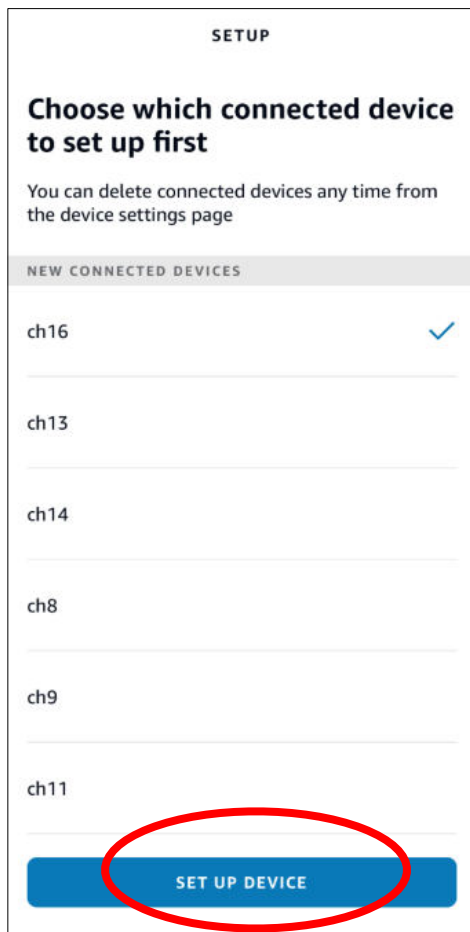 SETUP
Choose which connected device
to set up first
You can delete connected devices any time from
the device settings page
NEW CONNECTED DEVICES
ch16
ch13
ch14
ch8
ch9
ch11
SET UP DEVICE